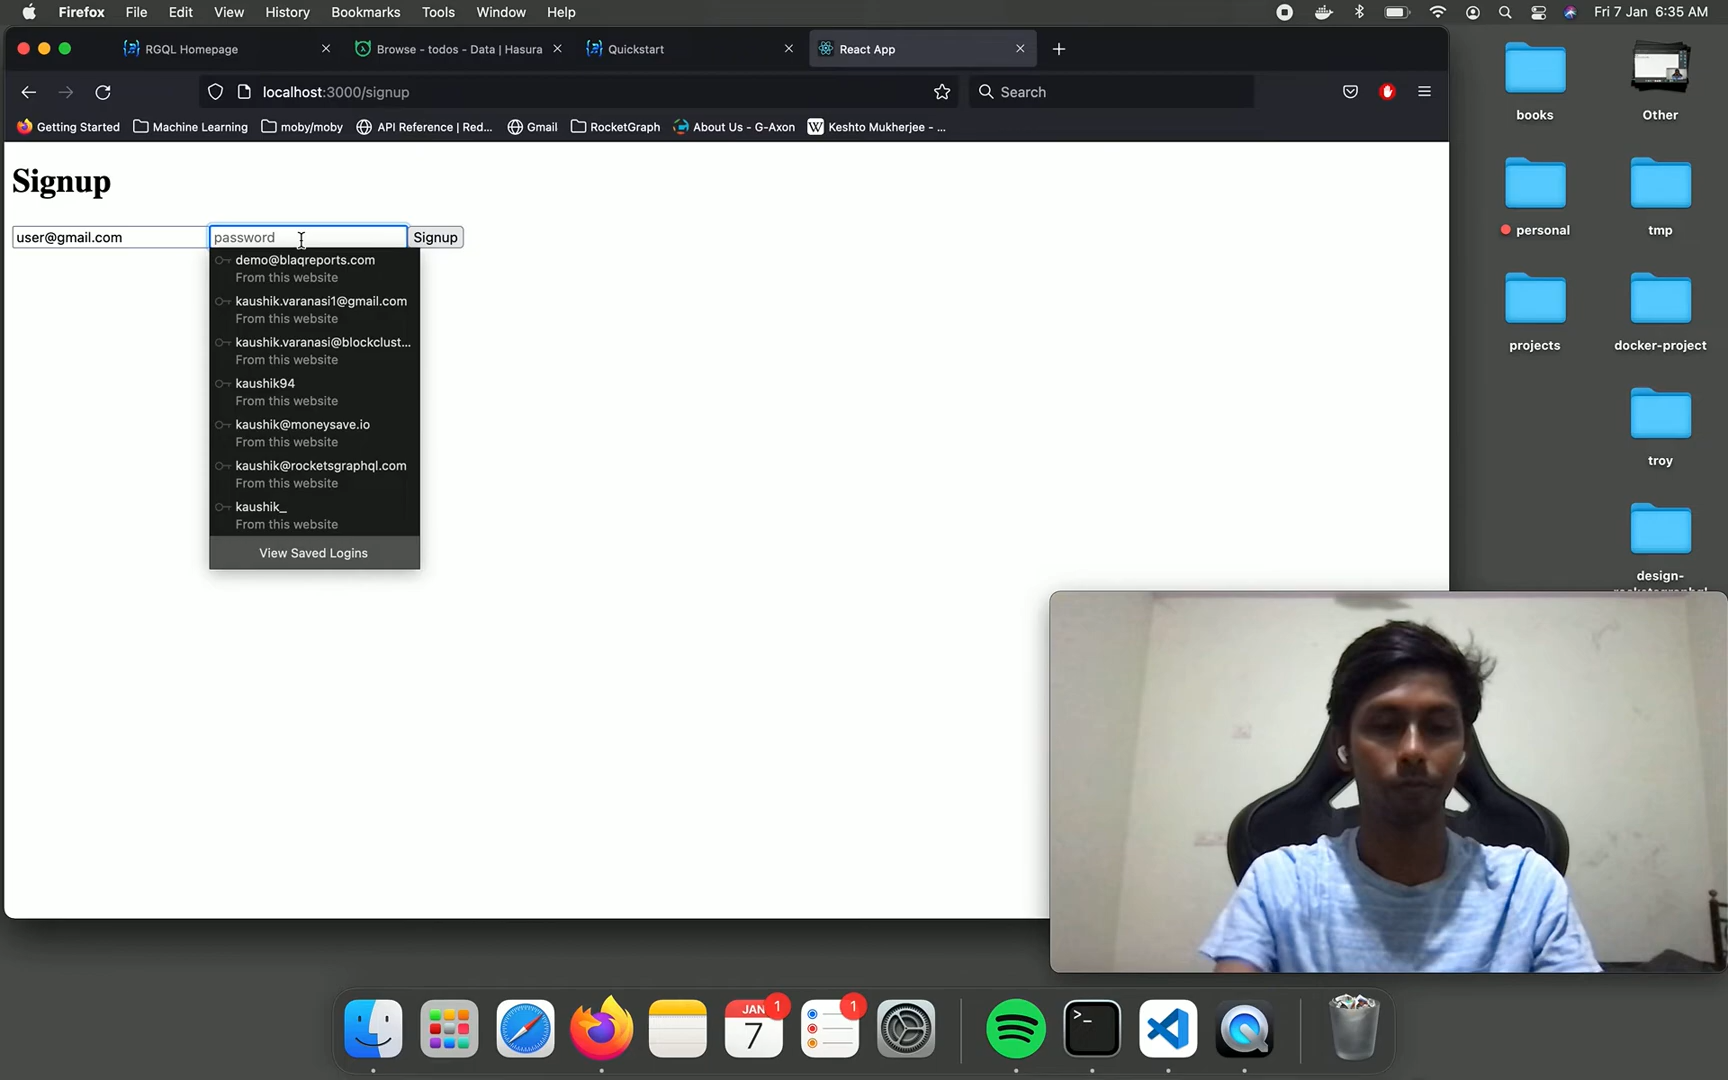 Firefox File Edit View History Bookmarks Tools Window Help Fri 7 Jan 6:35 AM
RGQL Homepage Browse - todos - Data | Hasura Quickstart React App
localhost:3000/signup Search
Getting Started Machine Learning moby/moby API Reference | Red... Gmail RocketGraph About Us - G-Axon Keshto Mukherjee - ...
Signup
user@gmail.com password Signup
demo@blaqreports.com
From this website
kaushik.varanasi1@gmail.com
From this website
kaushik.varanasi@blockclust...
From this website
kaushik94
From this website
kaushik@moneysave.io
From this website
kaushik@rocketsgraphql.com
From this website
kaushik_
From this website
View Saved Logins
books Other
personal tmp
projects docker-project
troy
design-
JAN 7 1 1
>_